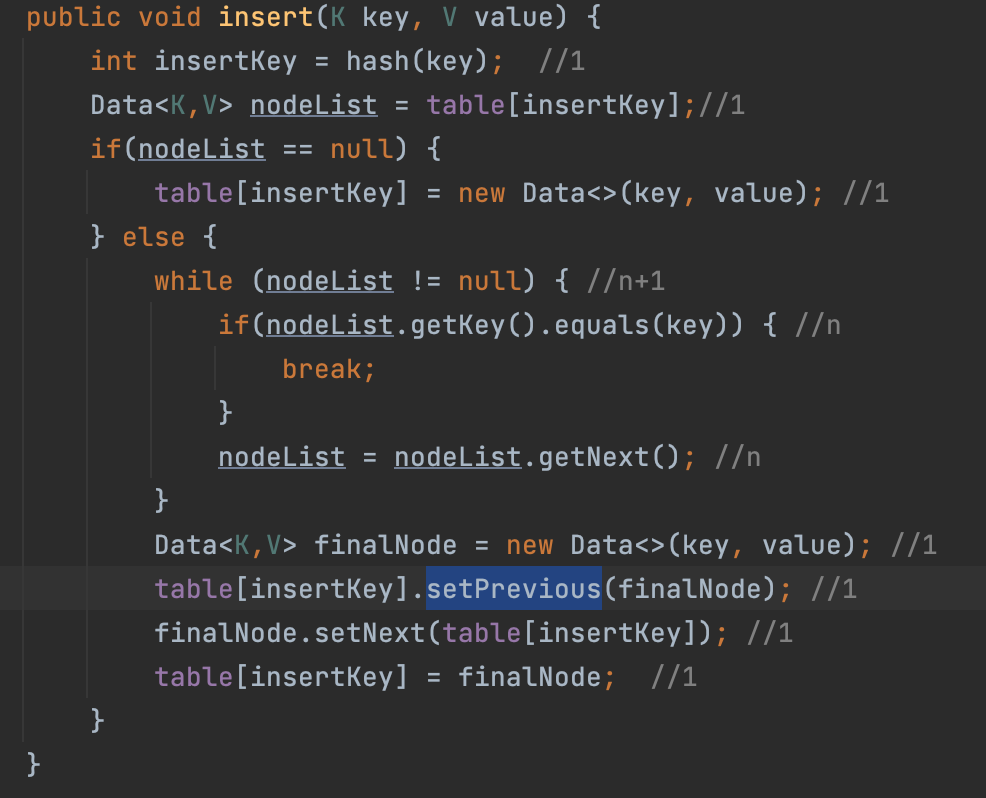 public void insert(K key, V value) {
    int insertKey = hash(key);  //1
    Data<K,V> nodeList = table[insertKey];//1
    if(nodeList == null) {
        table[insertKey] = new Data<>(key, value); //1
    } else {
        while (nodeList != null) { //n+1
            if(nodeList.getKey().equals(key)) { //n
                break;
            }
            nodeList = nodeList.getNext(); //n
        }
        Data<K,V> finalNode = new Data<>(key, value); //1
        table[insertKey].setPrevious(finalNode); //1
        finalNode.setNext(table[insertKey]); //1
        table[insertKey] = finalNode;  //1
    }
}